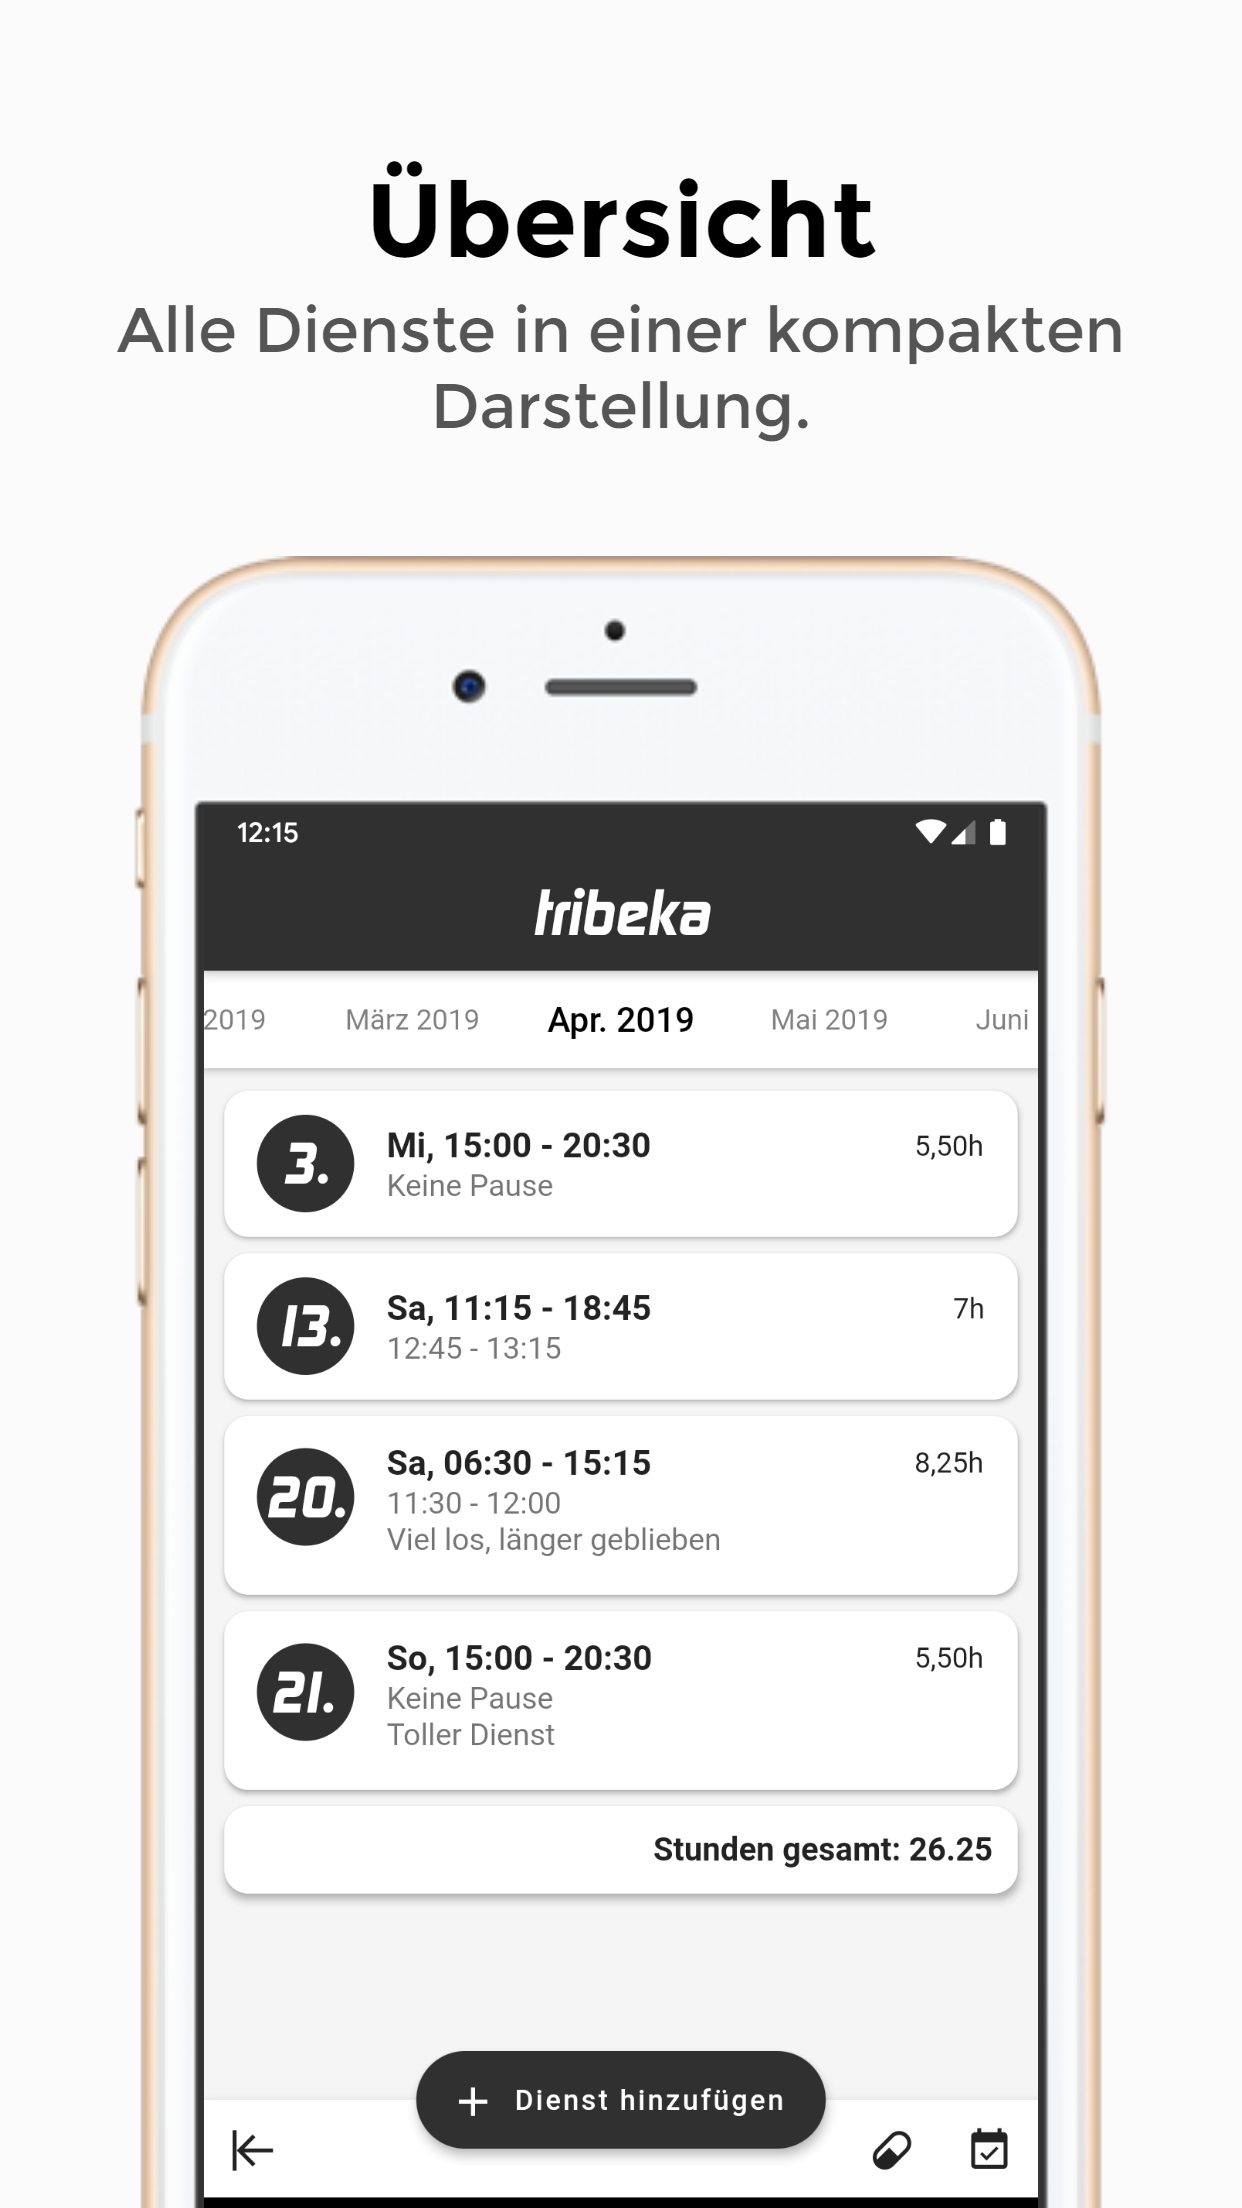 Übersicht
Alle Dienste in einer kompakten
Darstellung.
12:15
tribeka
2019 März 2019 Apr. 2019 Mai 2019 Juni
3. Mi, 15:00 - 20:30 5,50h
Keine Pause
13. Sa, 11:15 - 18:45 7h
12:45 - 13:15
20. Sa, 06:30 - 15:15 8,25h
11:30 - 12:00
Viel los, länger geblieben
21. So, 15:00 - 20:30 5,50h
Keine Pause
Toller Dienst
Stunden gesamt: 26.25
+ Dienst hinzufügen